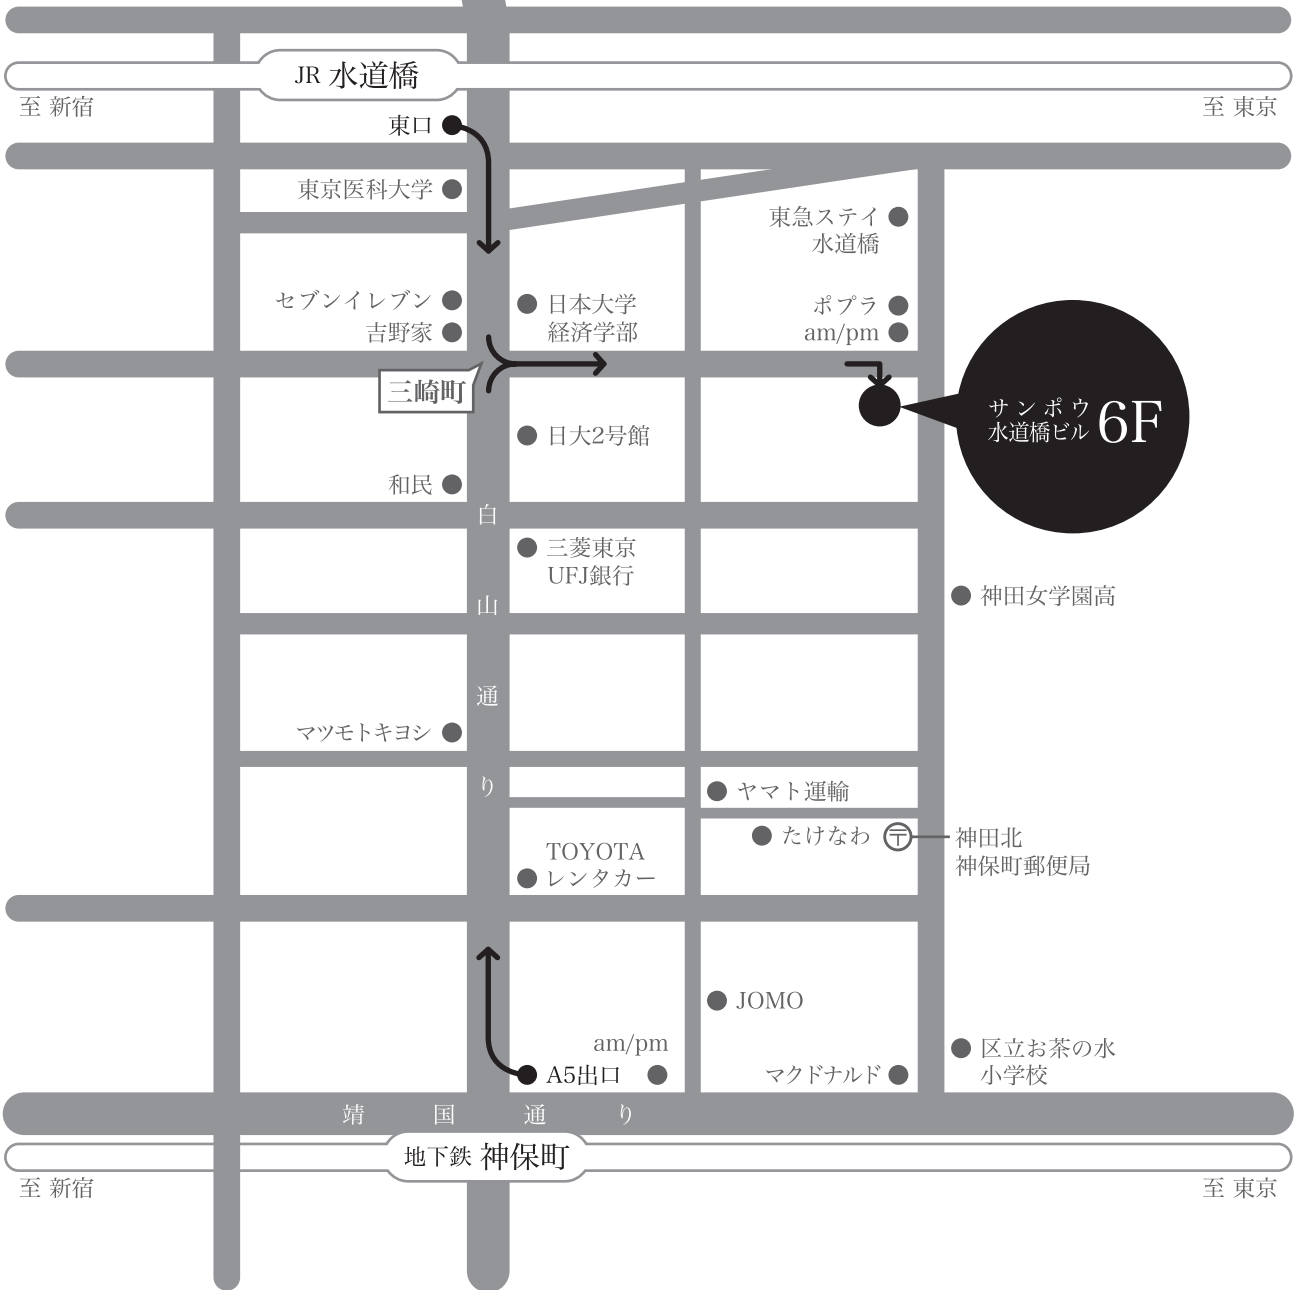 JR 水道橋
至 新宿
至 東京
東口
東京医科大学
東急ステイ
水道橋
セブンイレブン
吉野家
日本大学
経済学部
ポプラ
am/pm
三崎町
サンポウ
水道橋ビル
6F
日大2号館
和民
白山通り
三菱東京
UFJ銀行
神田女学園高
マツモトキヨシ
ヤマト運輸
たけなわ
〒
神田北
神保町郵便局
TOYOTA
レンタカー
JOMO
am/pm
A5出口
マクドナルド
区立お茶の水
小学校
靖国通り
地下鉄 神保町
至 新宿
至 東京